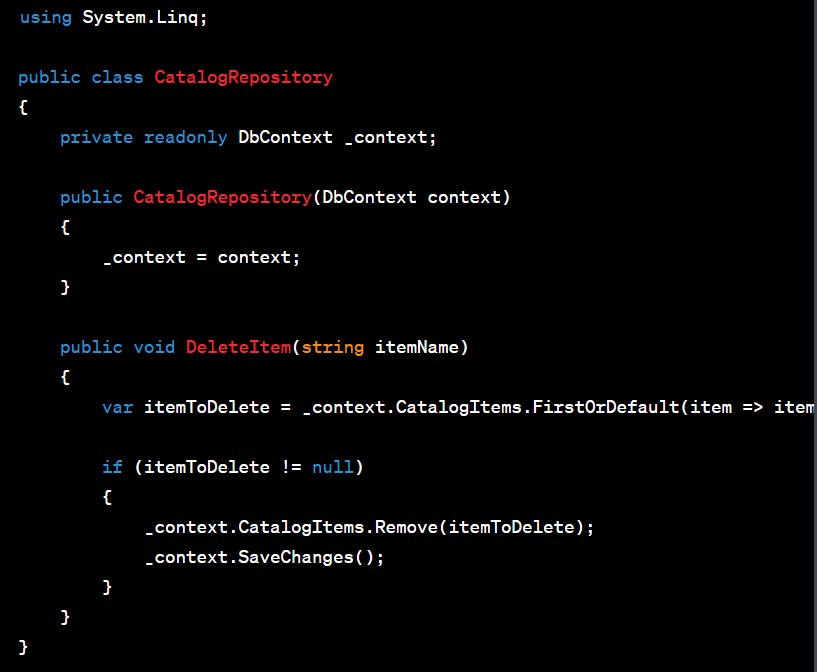 using System.Linq;
public class CatalogRepository
{
    private readonly DbContext _context;
    public CatalogRepository(DbContext context)
    {
        _context = context;
    }
    public void DeleteItem(string itemName)
    {
        var itemToDelete = _context.CatalogItems.FirstOrDefault(item => item
        if (itemToDelete != null)
        {
            _context.CatalogItems.Remove(itemToDelete);
            _context.SaveChanges();
        }
    }
}